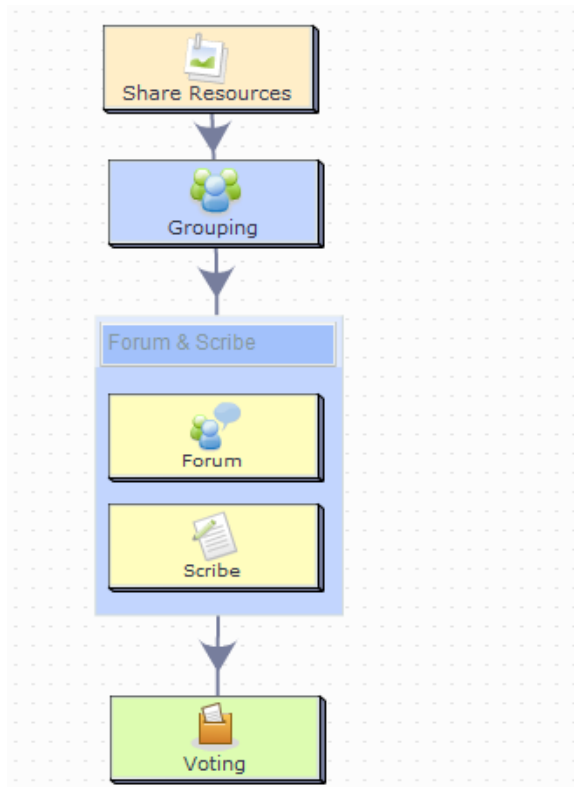 Share Resources
Grouping
Forum & Scribe
Forum
Scribe
Voting